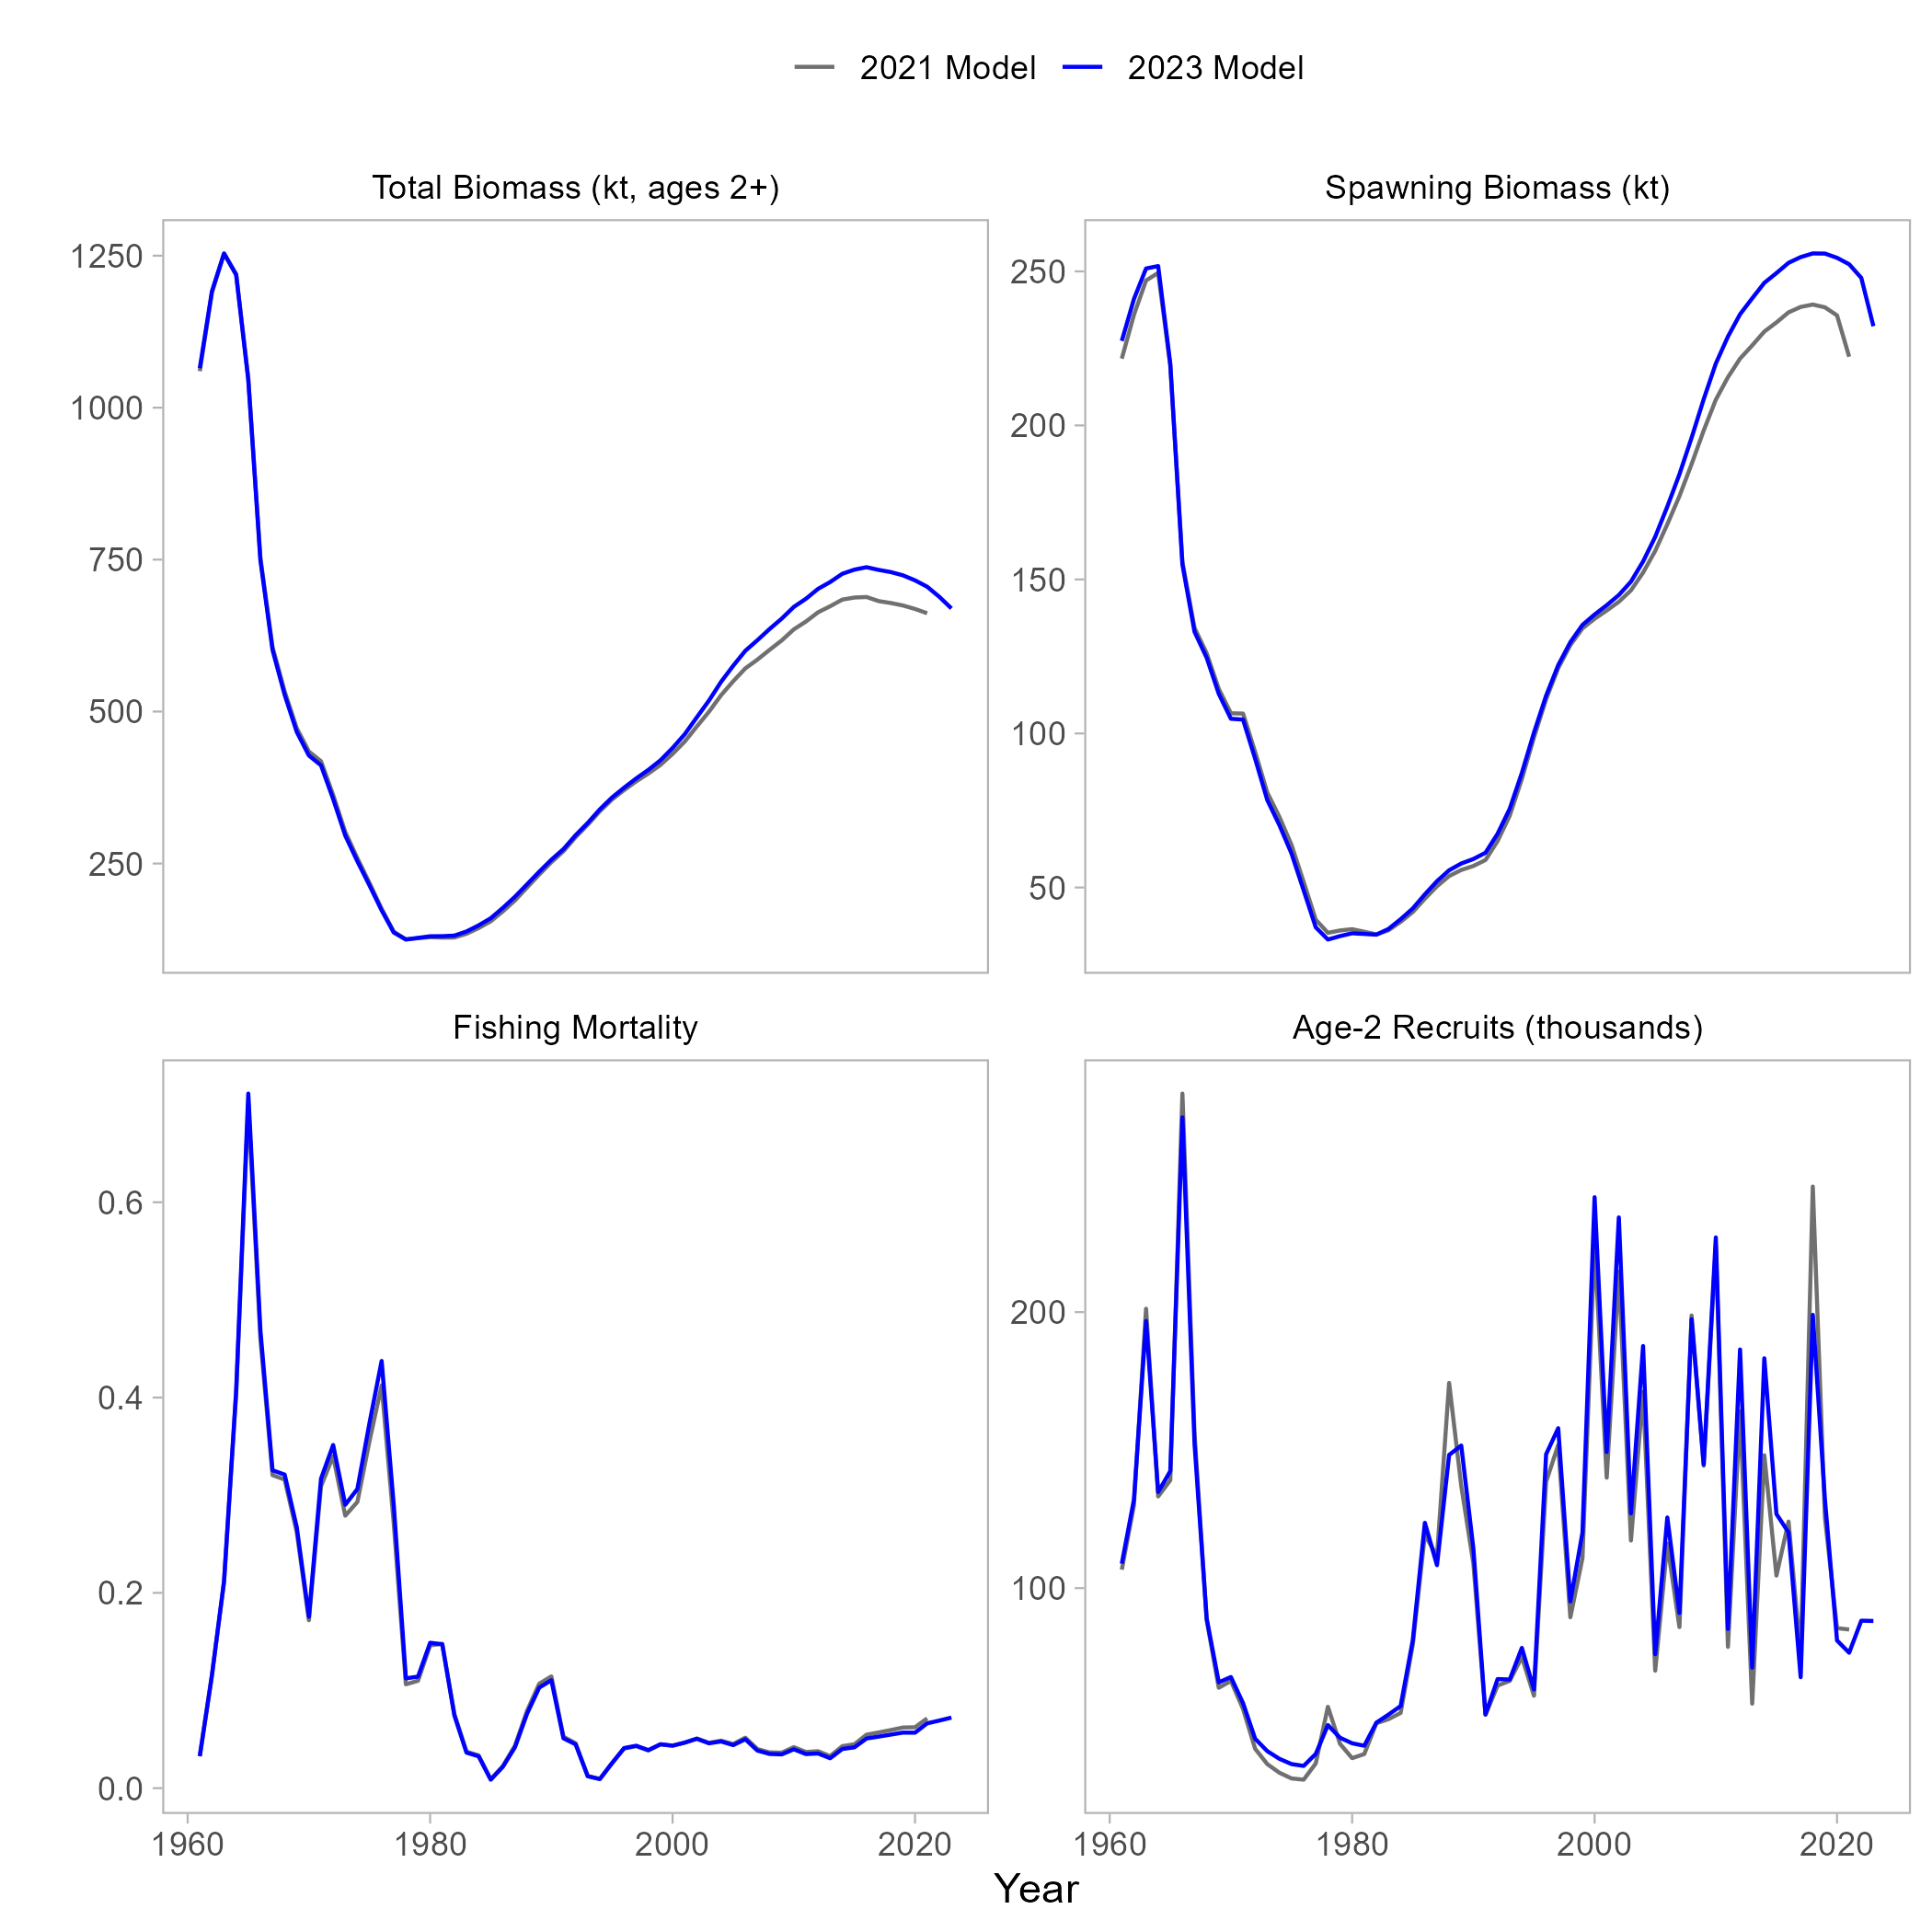 2021 Model 2023 Model
Total Biomass (kt, ages 2+)
Spawning Biomass (kt)
1250
1000
750
500
250
250
200
150
100
50
Fishing Mortality
Age-2 Recruits (thousands)
0.6
0.4
0.2
0.0
200
100
1960 1980 2000 2020
1960 1980 2000 2020
Year